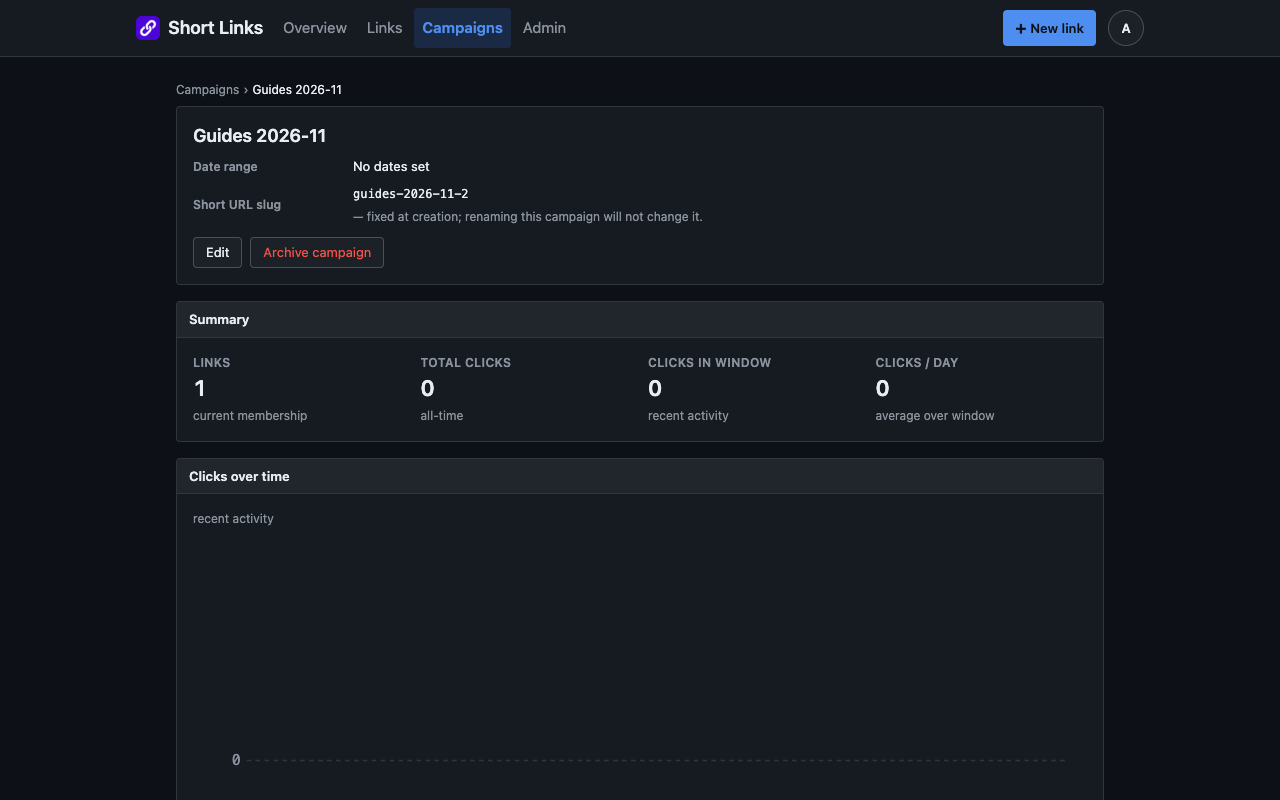 Short Links
Overview
Links
Campaigns
Admin
+ New link
A
Campaigns › Guides 2026-11
Guides 2026-11
Date range
No dates set
Short URL slug
guides-2026-11-2
— fixed at creation; renaming this campaign will not change it.
Edit
Archive campaign
Summary
LINKS
1
current membership
TOTAL CLICKS
0
all-time
CLICKS IN WINDOW
0
recent activity
CLICKS / DAY
0
average over window
Clicks over time
recent activity
0